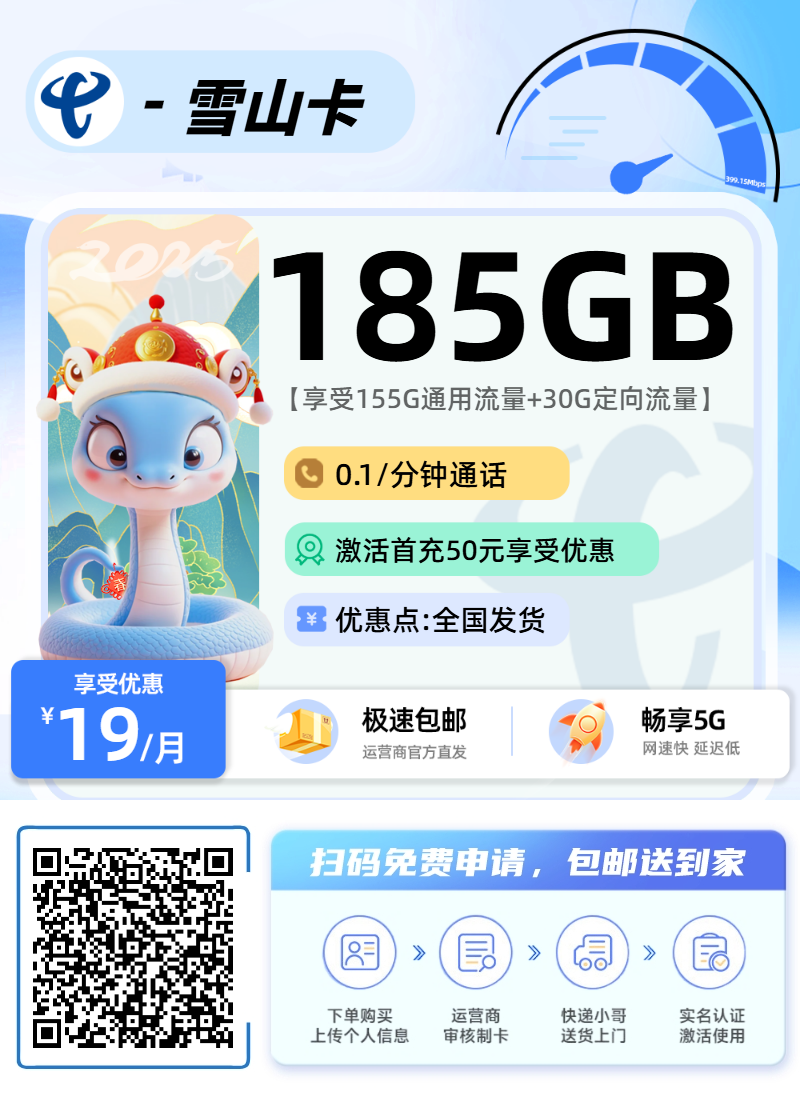 - 雪山卡
399.15Mbps
2025
185GB
【享受155G通用流量+30G定向流量】
0.1/分钟通话
激活首充50元享受优惠
¥ 优惠点:全国发货
享受优惠
¥19/月
极速包邮
运营商官方直发
畅享5G
网速快 延迟低
扫码免费申请，包邮送到家
下单购买
上传个人信息
运营商
审核制卡
快递小哥
送货上门
实名认证
激活使用